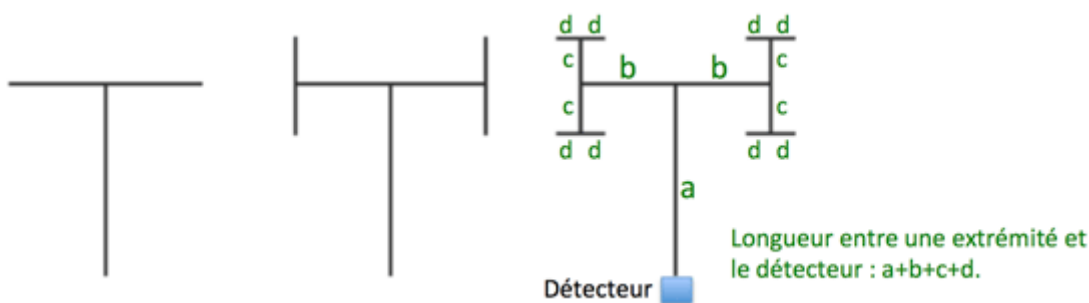 d d
d d
c
b
b
c
c
c
d d
d d
a
Longueur entre une extrémité et
le détecteur : a+b+c+d.
Détecteur